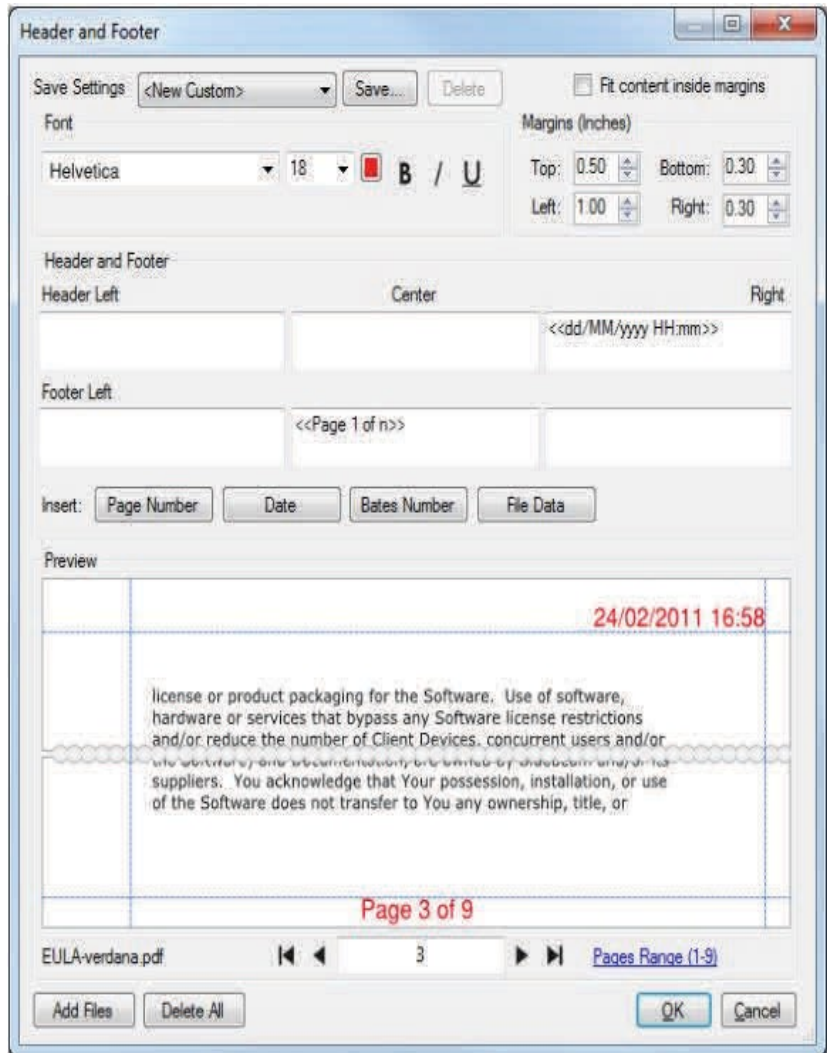 Header and Footer
Save Settings <New Custom> Save... Delete Fit content inside margins
Font Margins (Inches)
Helvetica 18 B I U Top: 0.50 Bottom: 0.30
Left: 1.00 Right: 0.30
Header and Footer
Header Left Center Right
<<dd/MM/yyyy HH:mm>>
Footer Left
<<Page 1 of n>>
Insert: Page Number Date Bates Number File Data
Preview
24/02/2011 16:58
license or product packaging for the Software. Use of software,
hardware or services that bypass any Software license restrictions
and/or reduce the number of Client Devices. concurrent users and/or
suppliers. You acknowledge that Your possession, installation, or use
of the Software does not transfer to You any ownership, title, or
Page 3 of 9
EULA-verdana.pdf 3 Pages Range (1-9)
Add Files Delete All OK Cancel